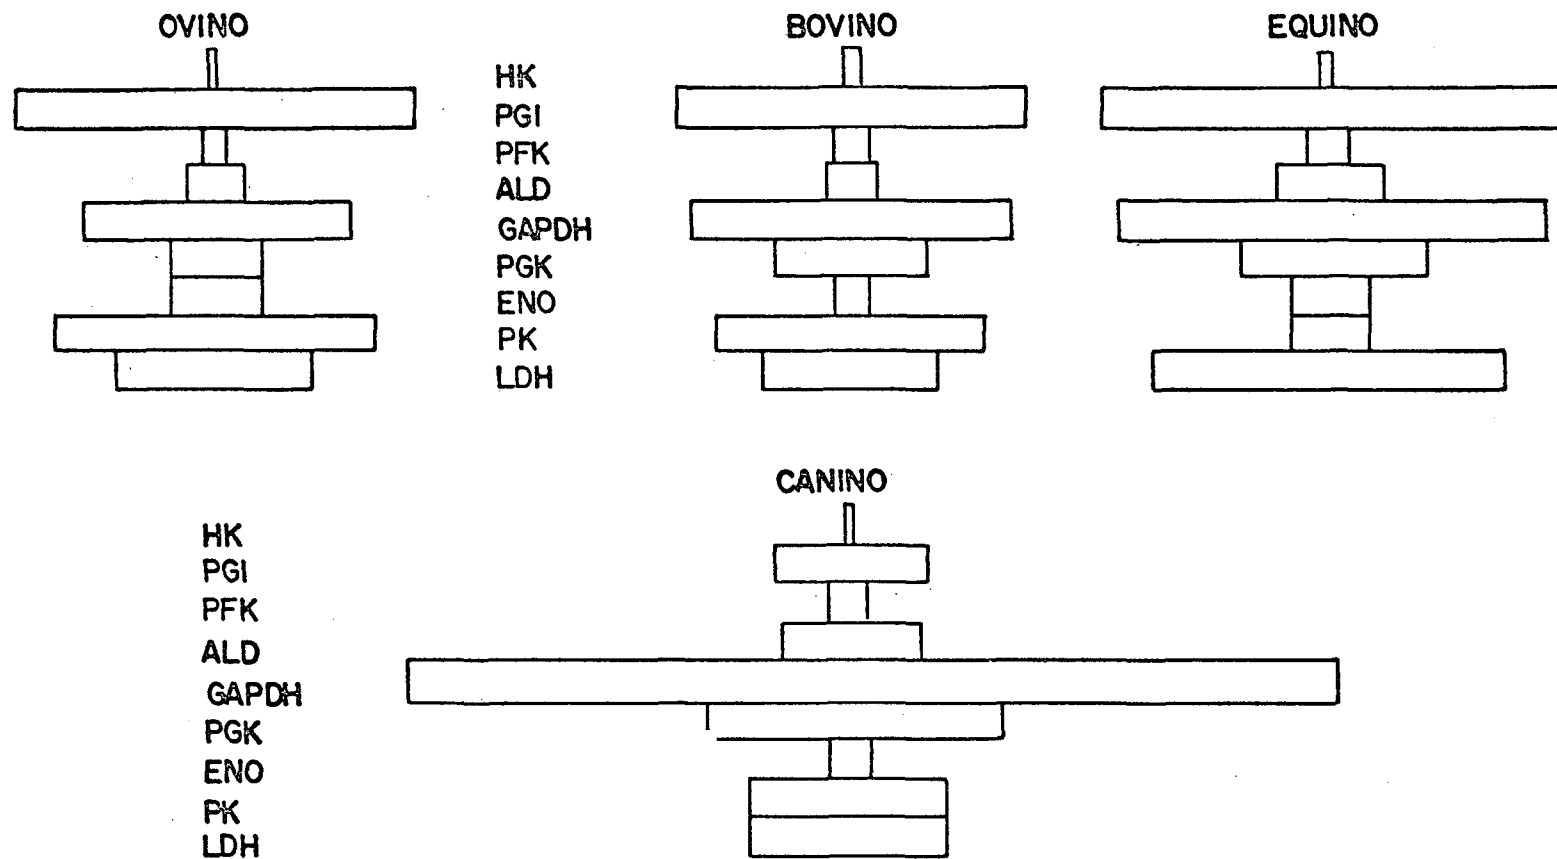 OVINO
BOVINO
EQUINO
HK
PGI
PFK
ALD
GAPDH
PGK
ENO
PK
LDH
CANINO
HK
PGI
PFK
ALD
GAPDH
PGK
ENO
PK
LDH